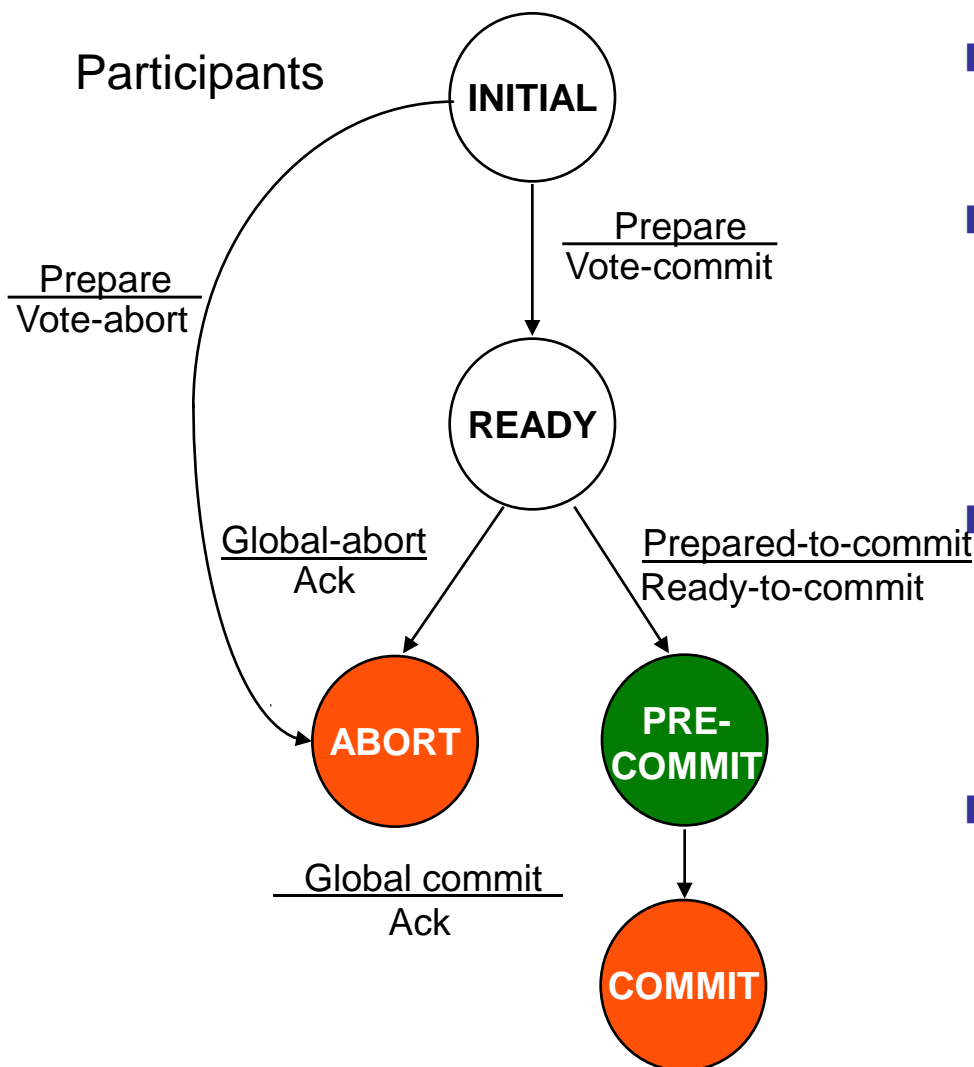 Participants
INITIAL
Prepare
Vote-commit
Prepare
Vote-abort
READY
Global-abort
Ack
Prepared-to-commit
Ready-to-commit
ABORT
PRE-
COMMIT
Global commit
Ack
COMMIT